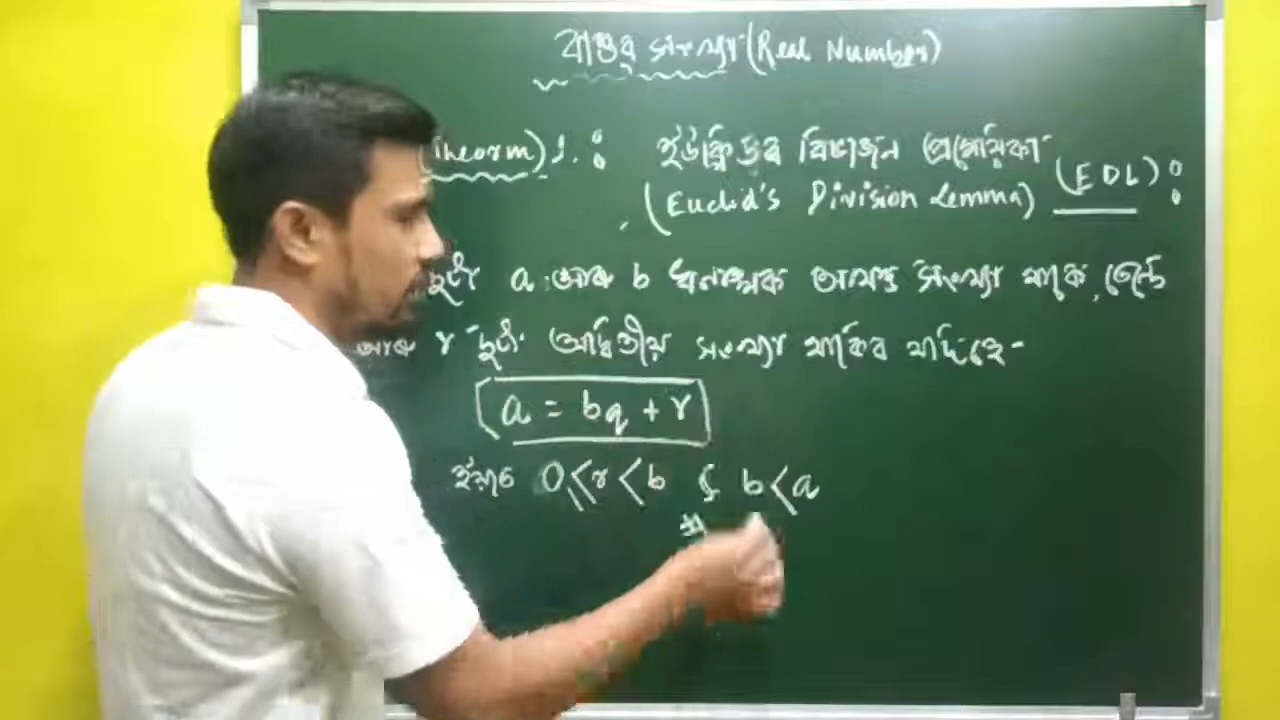 বাস্তৱ সংখ্যা (Real Number)
(Theorm) 1. : ইউক্লিডৰ বিভাজন প্ৰমেয়িকা
(Euclid's Division Lemma) (EDL) :
দুটা a আৰু b ধনাত্মক অখণ্ড সংখ্যা থাকে, তেন্তে
আৰু r দুটা অদ্বিতীয় সংখ্যা থাকিব যাতে-
a = bq + r
ইয়াত 0 ≤ r < b & b < a